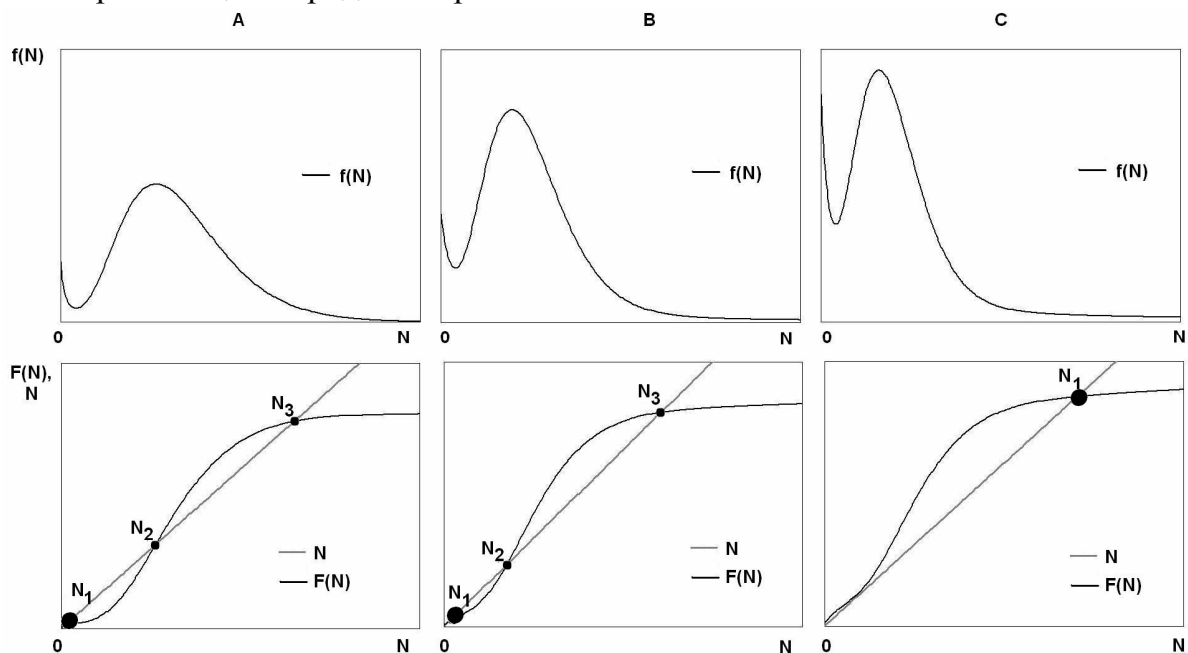 A B C
f(N)
f(N) f(N) f(N)
0 N 0 N 0 N
F(N),
N
N3 N3 N1
N2 N2
N1 N1
N N N
F(N) F(N) F(N)
0 N 0 N 0 N